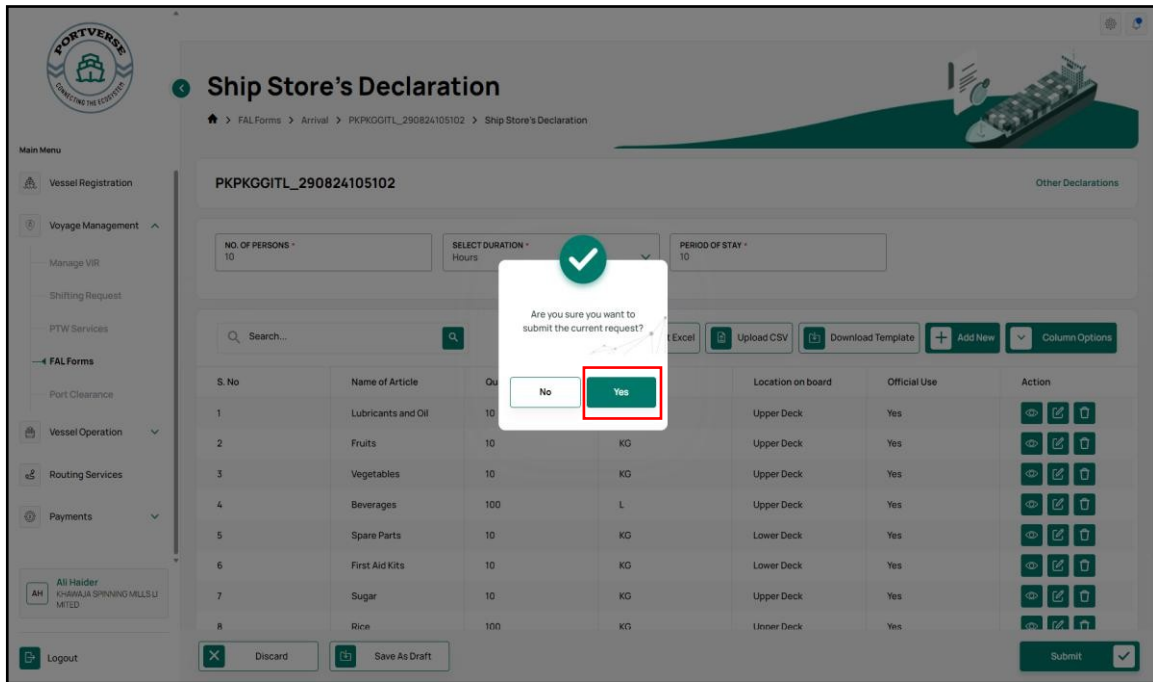 PORTVERSE
CONNECTING THE ECOSYSTEM
Ship Store's Declaration
FAL Forms > Arrival > PKPKGGITL_290824105102 > Ship Store's Declaration
Main Menu
Vessel Registration
Voyage Management
Manage VIR
Shifting Request
PTW Services
FAL Forms
Port Clearance
Vessel Operation
Routing Services
Payments
AH
Ali Haider
KHAWAJA SPINNING MILLS LI
MITED
Logout
PKPKGGITL_290824105102
Other Declarations
NO. OF PERSONS *
10
SELECT DURATION *
Hours
PERIOD OF STAY *
10
Are you sure you want to
submit the current request?
No
Yes
Search...
t Excel
Upload CSV
Download Template
Add New
Column Options
S. No Name of Article Qu Location on board Official Use Action
1 Lubricants and Oil 10 Upper Deck Yes
2 Fruits 10 KG Upper Deck Yes
3 Vegetables 10 KG Upper Deck Yes
4 Beverages 100 L Upper Deck Yes
5 Spare Parts 10 KG Lower Deck Yes
6 First Aid Kits 10 KG Lower Deck Yes
7 Sugar 10 KG Upper Deck Yes
8 Rice 100 KG Upper Deck Yes
Discard
Save As Draft
Submit